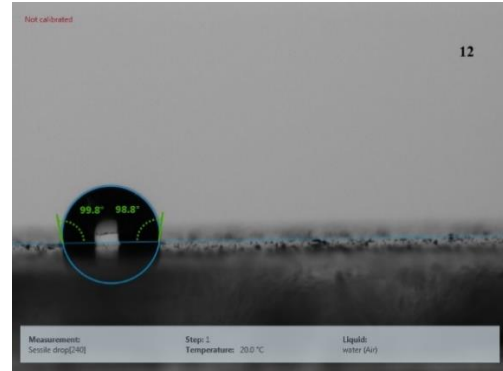 Not calibrated
12
99.8° 98.8°
Measurement: Step: 1 Liquid:
Sessile drop[240] Temperature: 20.0 °C water (Air)